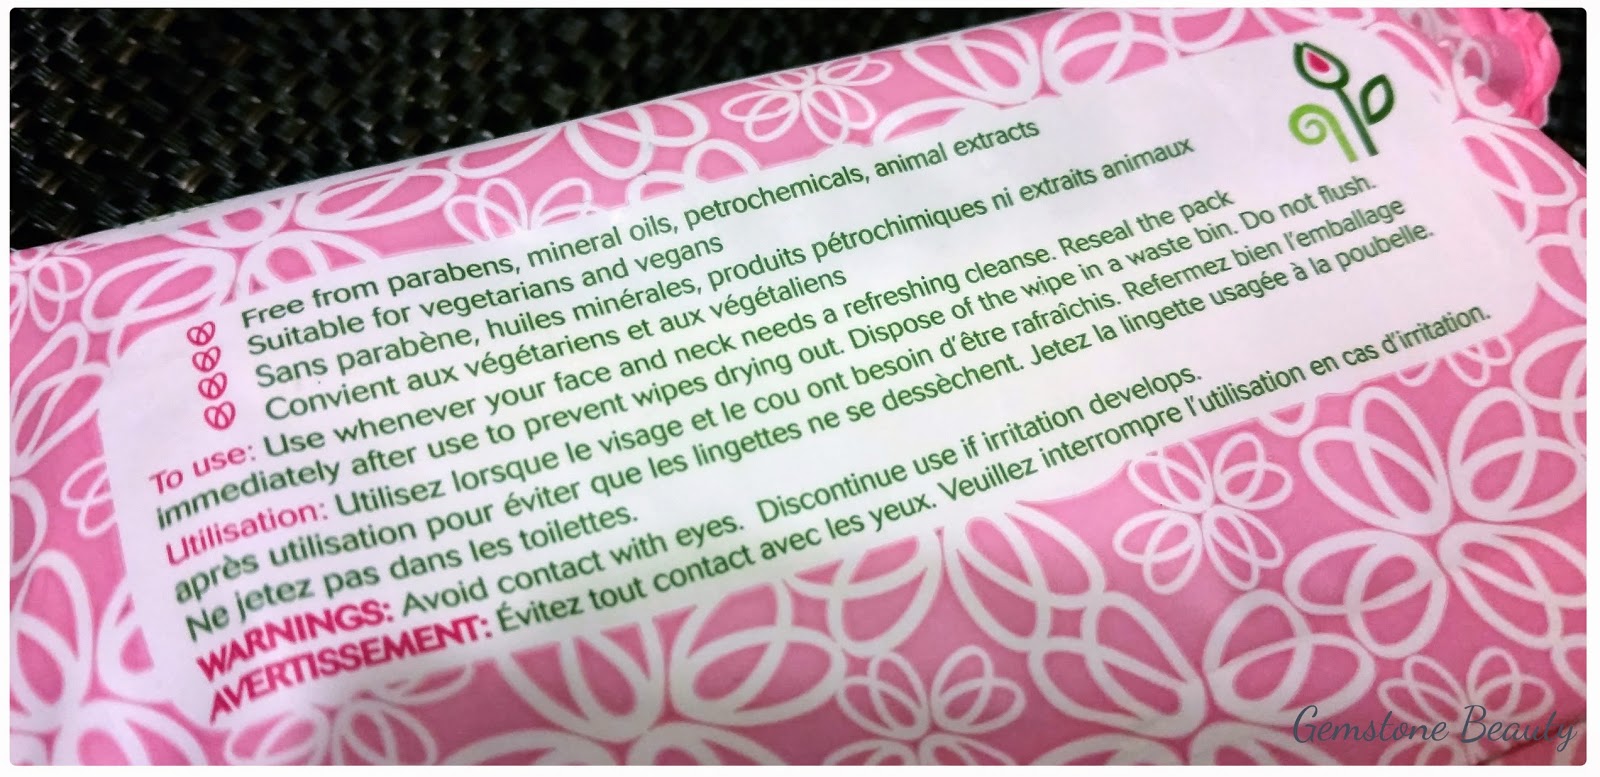 Free from parabens, mineral oils, petrochemicals, animal extracts
Suitable for vegetarians and vegans
Sans parabène, huiles minérales, produits pétrochimiques ni extraits animaux
Convient aux végétariens et aux végétaliens
To use: Use whenever your face and neck needs a refreshing cleanse. Reseal the pack
immediately after use to prevent wipes drying out. Dispose of the wipe in a waste bin. Do not flush.
Utilisation: Utilisez lorsque le visage et le cou ont besoin d'être rafraîchis. Refermez bien l'emballage
après utilisation pour éviter que les lingettes ne se dessèchent. Jetez la lingette usagée à la poubelle.
Ne jetez pas dans les toilettes.
WARNINGS: Avoid contact with eyes. Discontinue use if irritation develops.
AVERTISSEMENT: Évitez tout contact avec les yeux. Veuillez interrompre l'utilisation en cas d'irritation.
Gemstone Beauty